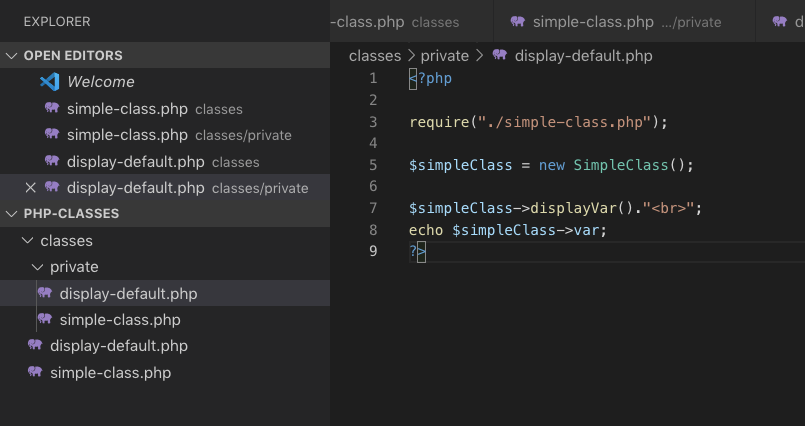 EXPLORER
OPEN EDITORS
Welcome
simple-class.php classes
simple-class.php classes/private
display-default.php classes
display-default.php classes/private
PHP-CLASSES
classes
private
display-default.php
simple-class.php
display-default.php
simple-class.php
-class.php classes
simple-class.php .../private
d
classes > private > display-default.php
1 <?php
2
3 require("./simple-class.php");
4
5 $simpleClass = new SimpleClass();
6
7 $simpleClass->displayVar()."<br>";
8 echo $simpleClass->var;
9 ?>